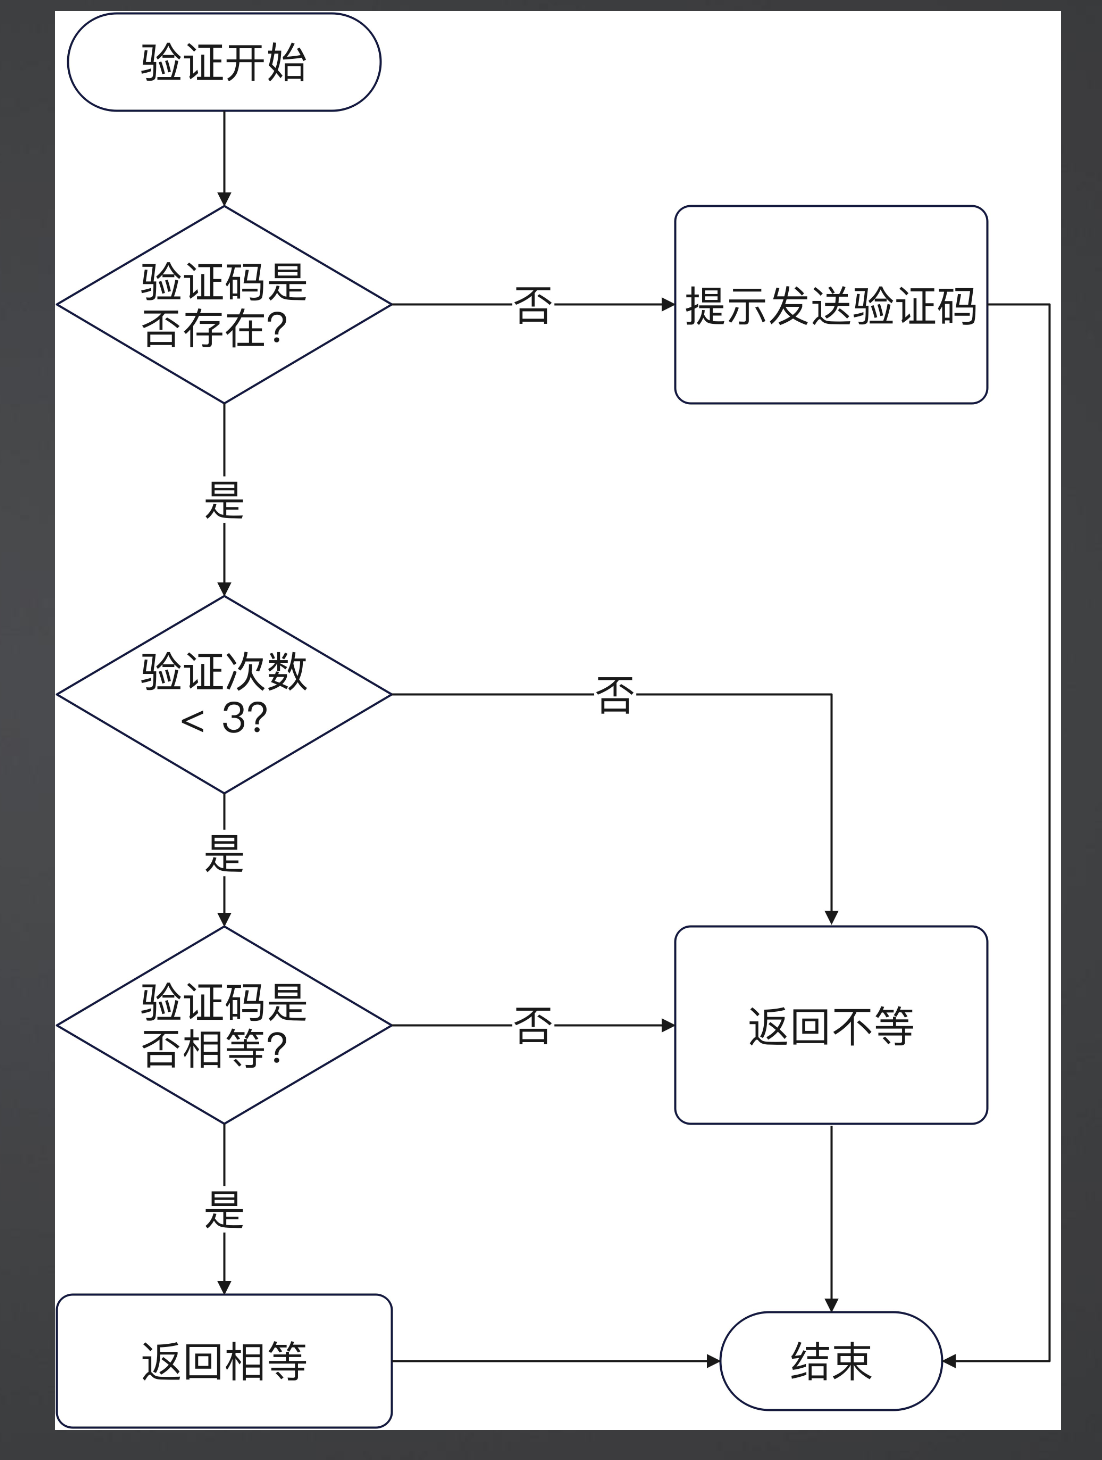 验证开始
验证码是
否存在?
否
提示发送验证码
是
验证次数
< 3?
否
是
验证码是
否相等?
否
返回不等
是
返回相等
结束